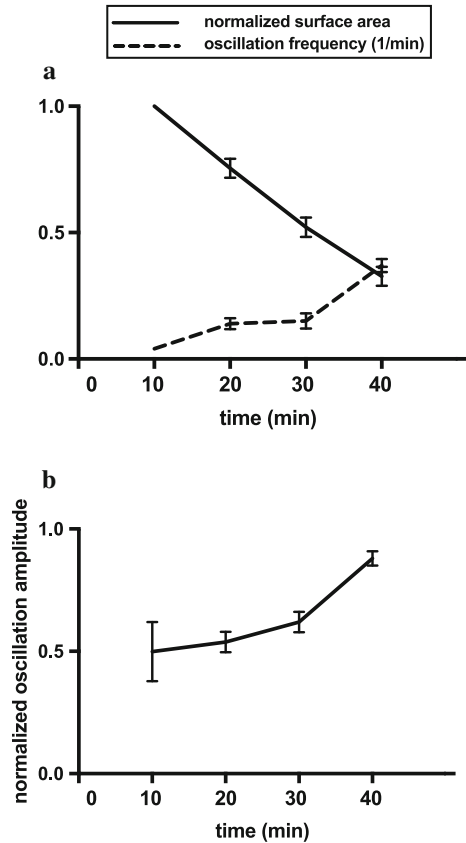 normalized surface area
oscillation frequency (1/min)
a
1.0
0.5
0.0
0 10 20 30 40
time (min)
b
normalized oscillation amplitude
1.0
0.5
0.0
0 10 20 30 40
time (min)